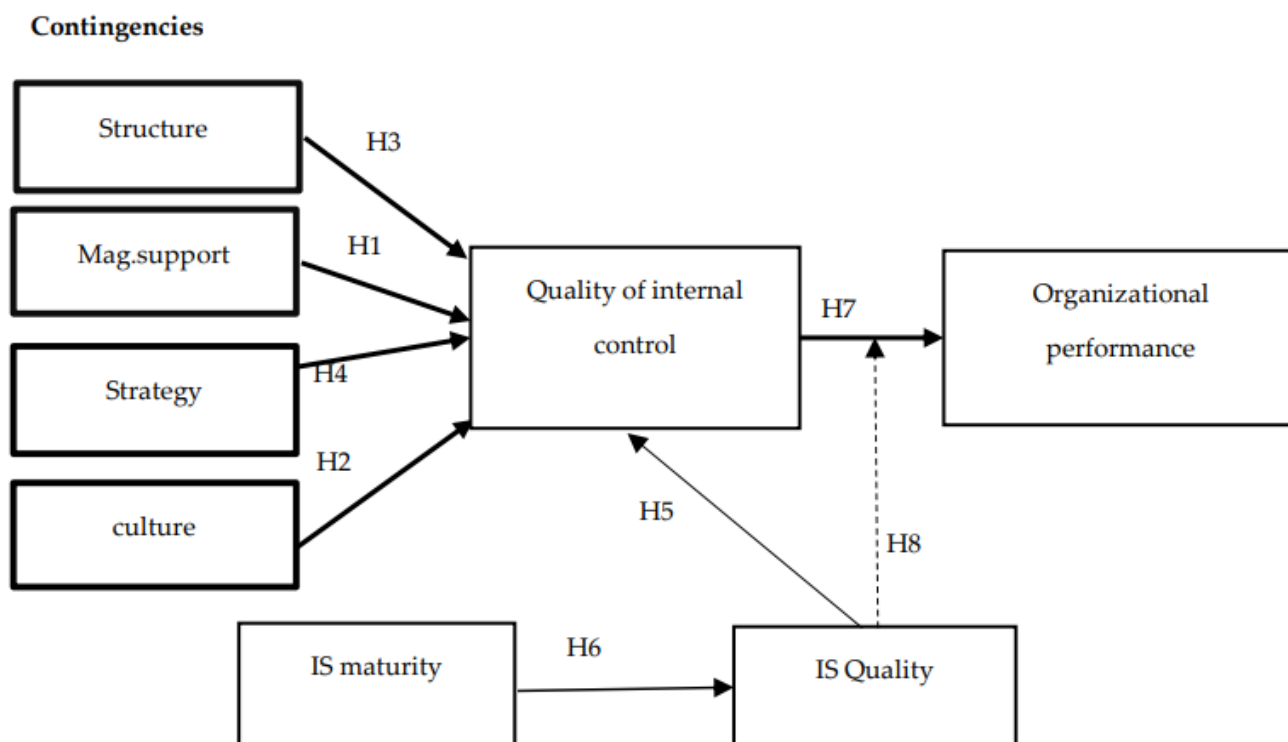 Contingencies
Structure
H3
Mag.support
H1
Quality of internal
control
H7
Organizational
performance
Strategy
H4
H2
culture
H5
H8
IS maturity
H6
IS Quality